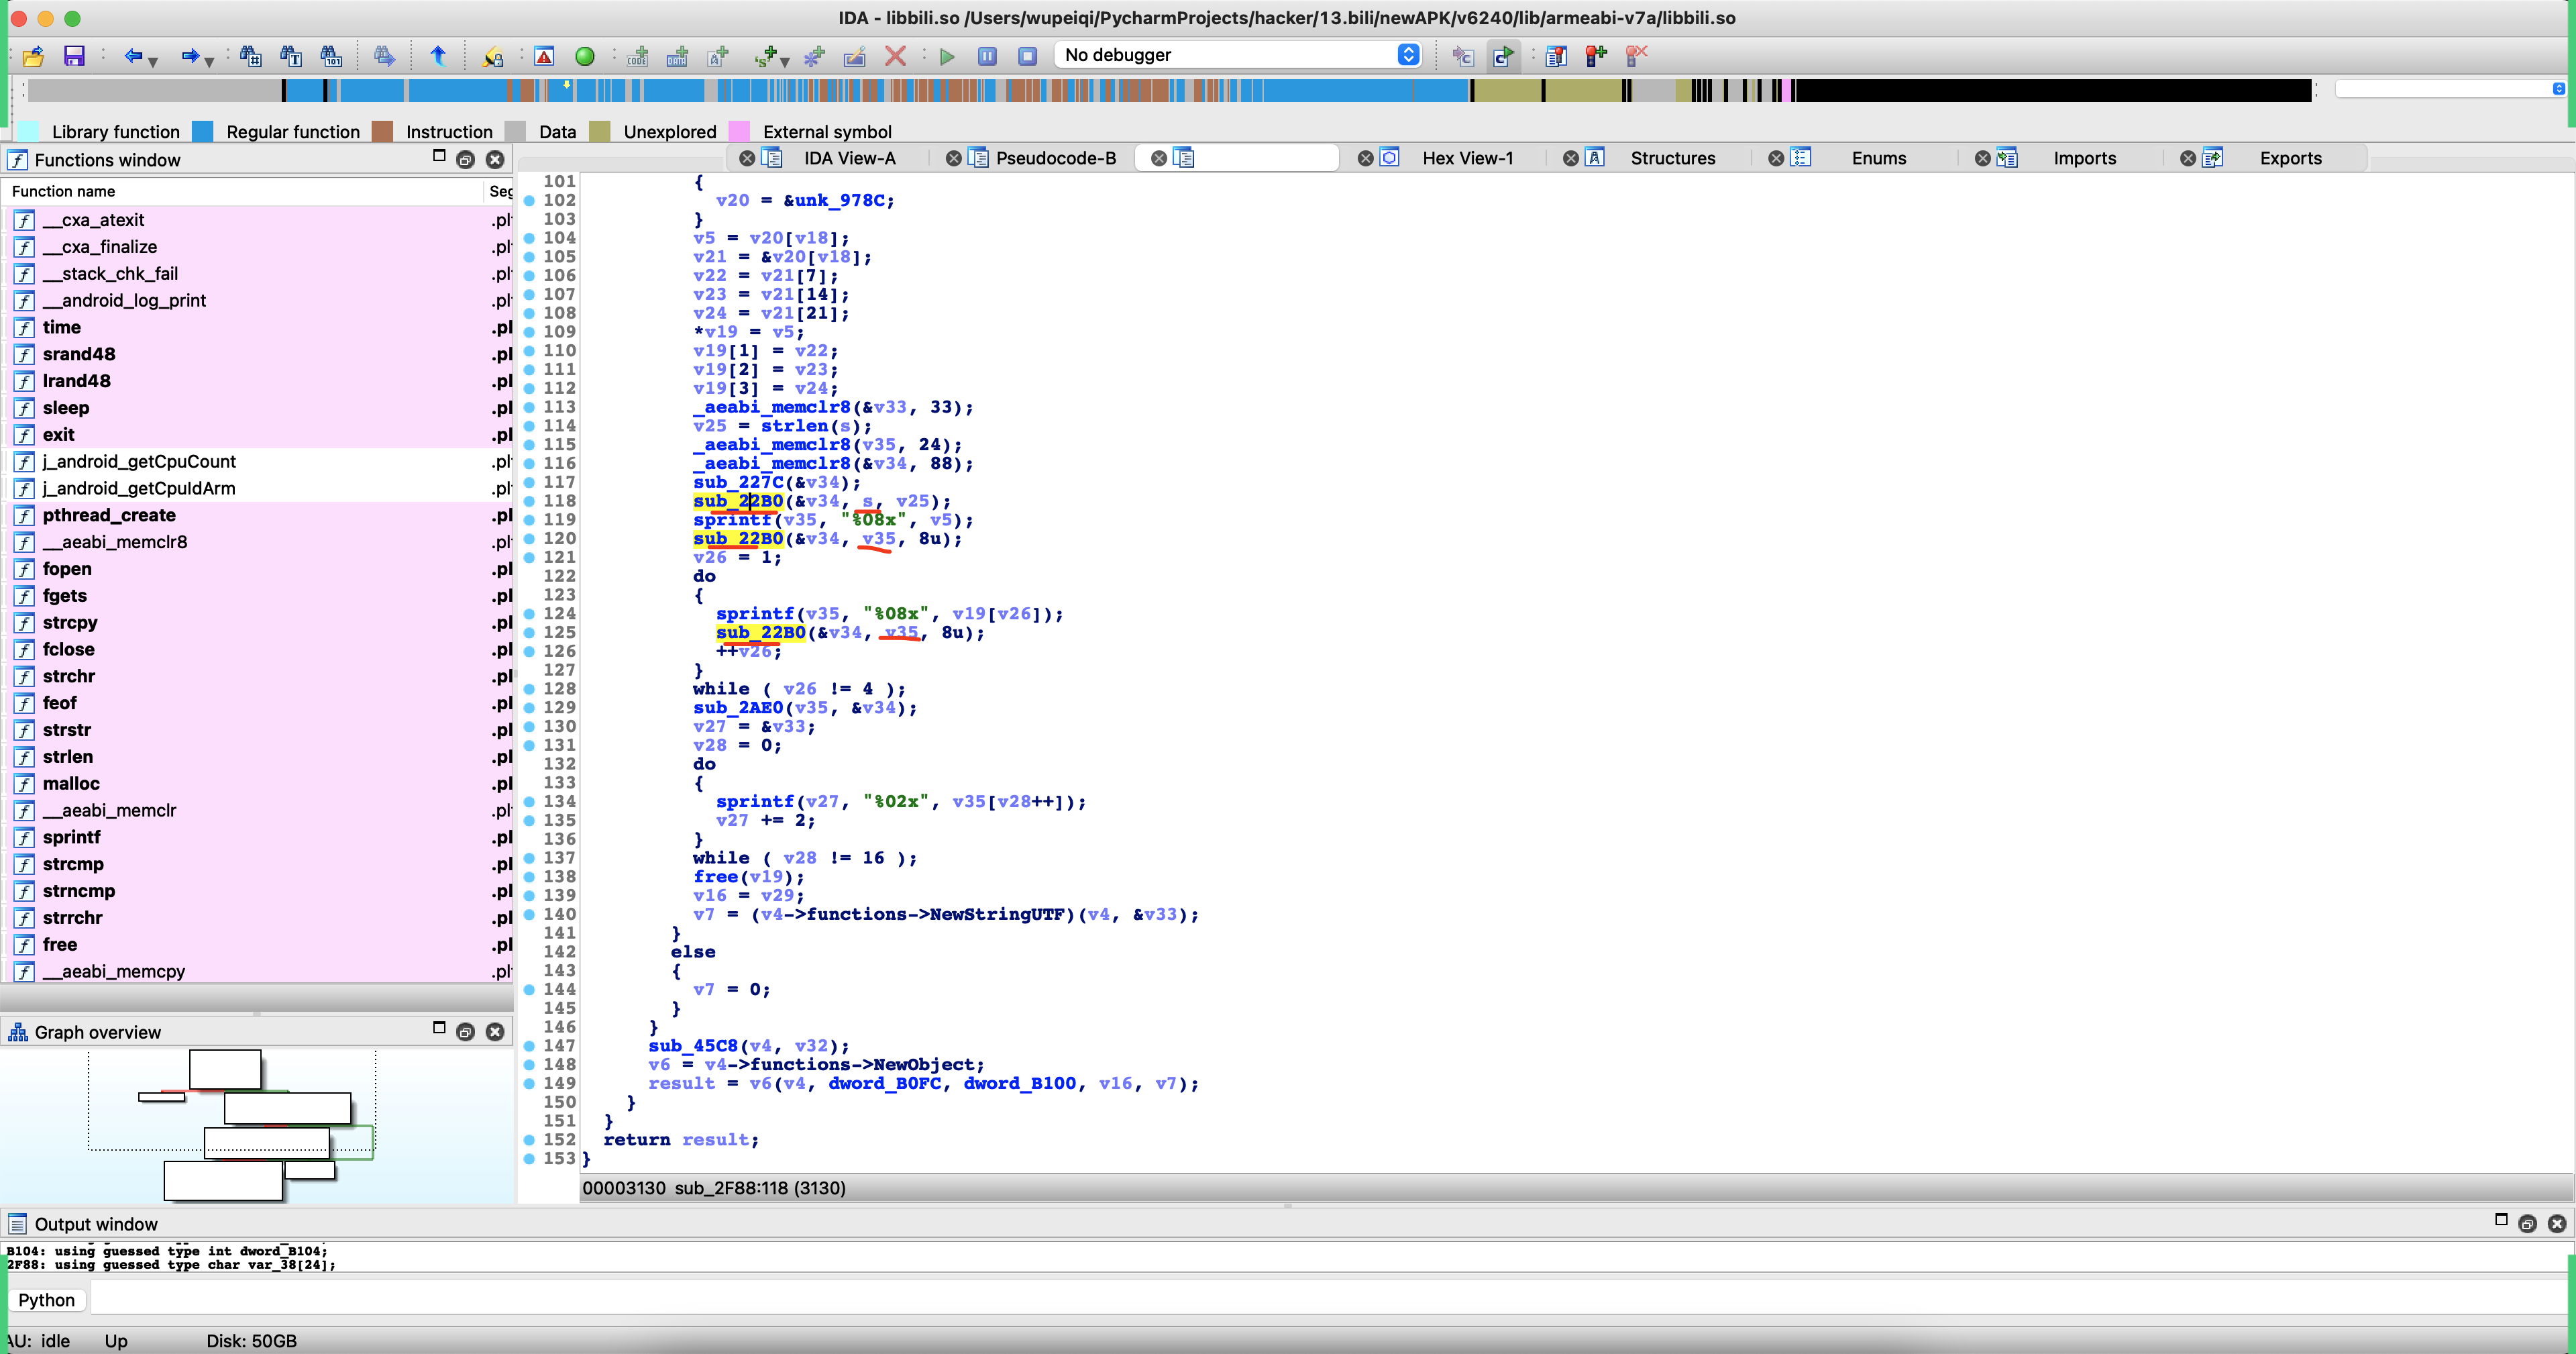 IDA - libbili.so /Users/wupeiqi/PycharmProjects/hacker/13.bili/newAPK/v6240/lib/armeabi-v7a/libbili.so
No debugger
Library function Regular function Instruction Data Unexplored External symbol
Functions window
IDA View-A Pseudocode-B Hex View-1 Structures Enums Imports Exports
Function name Seg
__cxa_atexit .pl
__cxa_finalize .pl
__stack_chk_fail .pl
__android_log_print .pl
time .pl
srand48 .pl
lrand48 .pl
sleep .pl
exit .pl
j_android_getCpuCount .pl
j_android_getCpuIdArm .pl
pthread_create .pl
__aeabi_memclr8 .pl
fopen .pl
fgets .pl
strcpy .pl
fclose .pl
strchr .pl
feof .pl
strstr .pl
strlen .pl
malloc .pl
__aeabi_memclr .pl
sprintf .pl
strcmp .pl
strncmp .pl
strrchr .pl
free .pl
__aeabi_memcpy .pl
Graph overview
101 {
102 v20 = &unk_978C;
103 }
104 v5 = v20[v18];
105 v21 = &v20[v18];
106 v22 = v21[7];
107 v23 = v21[14];
108 v24 = v21[21];
109 *v19 = v5;
110 v19[1] = v22;
111 v19[2] = v23;
112 v19[3] = v24;
113 _aeabi_memclr8(&v33, 33);
114 v25 = strlen(s);
115 _aeabi_memclr8(v35, 24);
116 _aeabi_memclr8(&v34, 88);
117 sub_227C(&v34);
118 sub_22B0(&v34, s, v25);
119 sprintf(v35, "%08x", v5);
120 sub_22B0(&v34, v35, 8u);
121 v26 = 1;
122 do
123 {
124 sprintf(v35, "%08x", v19[v26]);
125 sub_22B0(&v34, v35, 8u);
126 ++v26;
127 }
128 while ( v26 != 4 );
129 sub_2AE0(v35, &v34);
130 v27 = &v33;
131 v28 = 0;
132 do
133 {
134 sprintf(v27, "%02x", v35[v28++]);
135 v27 += 2;
136 }
137 while ( v28 != 16 );
138 free(v19);
139 v16 = v29;
140 v7 = (v4->functions->NewStringUTF)(v4, &v33);
141 }
142 else
143 {
144 v7 = 0;
145 }
146 }
147 sub_45C8(v4, v32);
148 v6 = v4->functions->NewObject;
149 result = v6(v4, dword_B0FC, dword_B100, v16, v7);
150 }
151 }
152 return result;
153 }
00003130 sub_2F88:118 (3130)
Output window
B104: using guessed type int dword_B104;
2F88: using guessed type char var_38[24];
Python
AU: idle Up Disk: 50GB